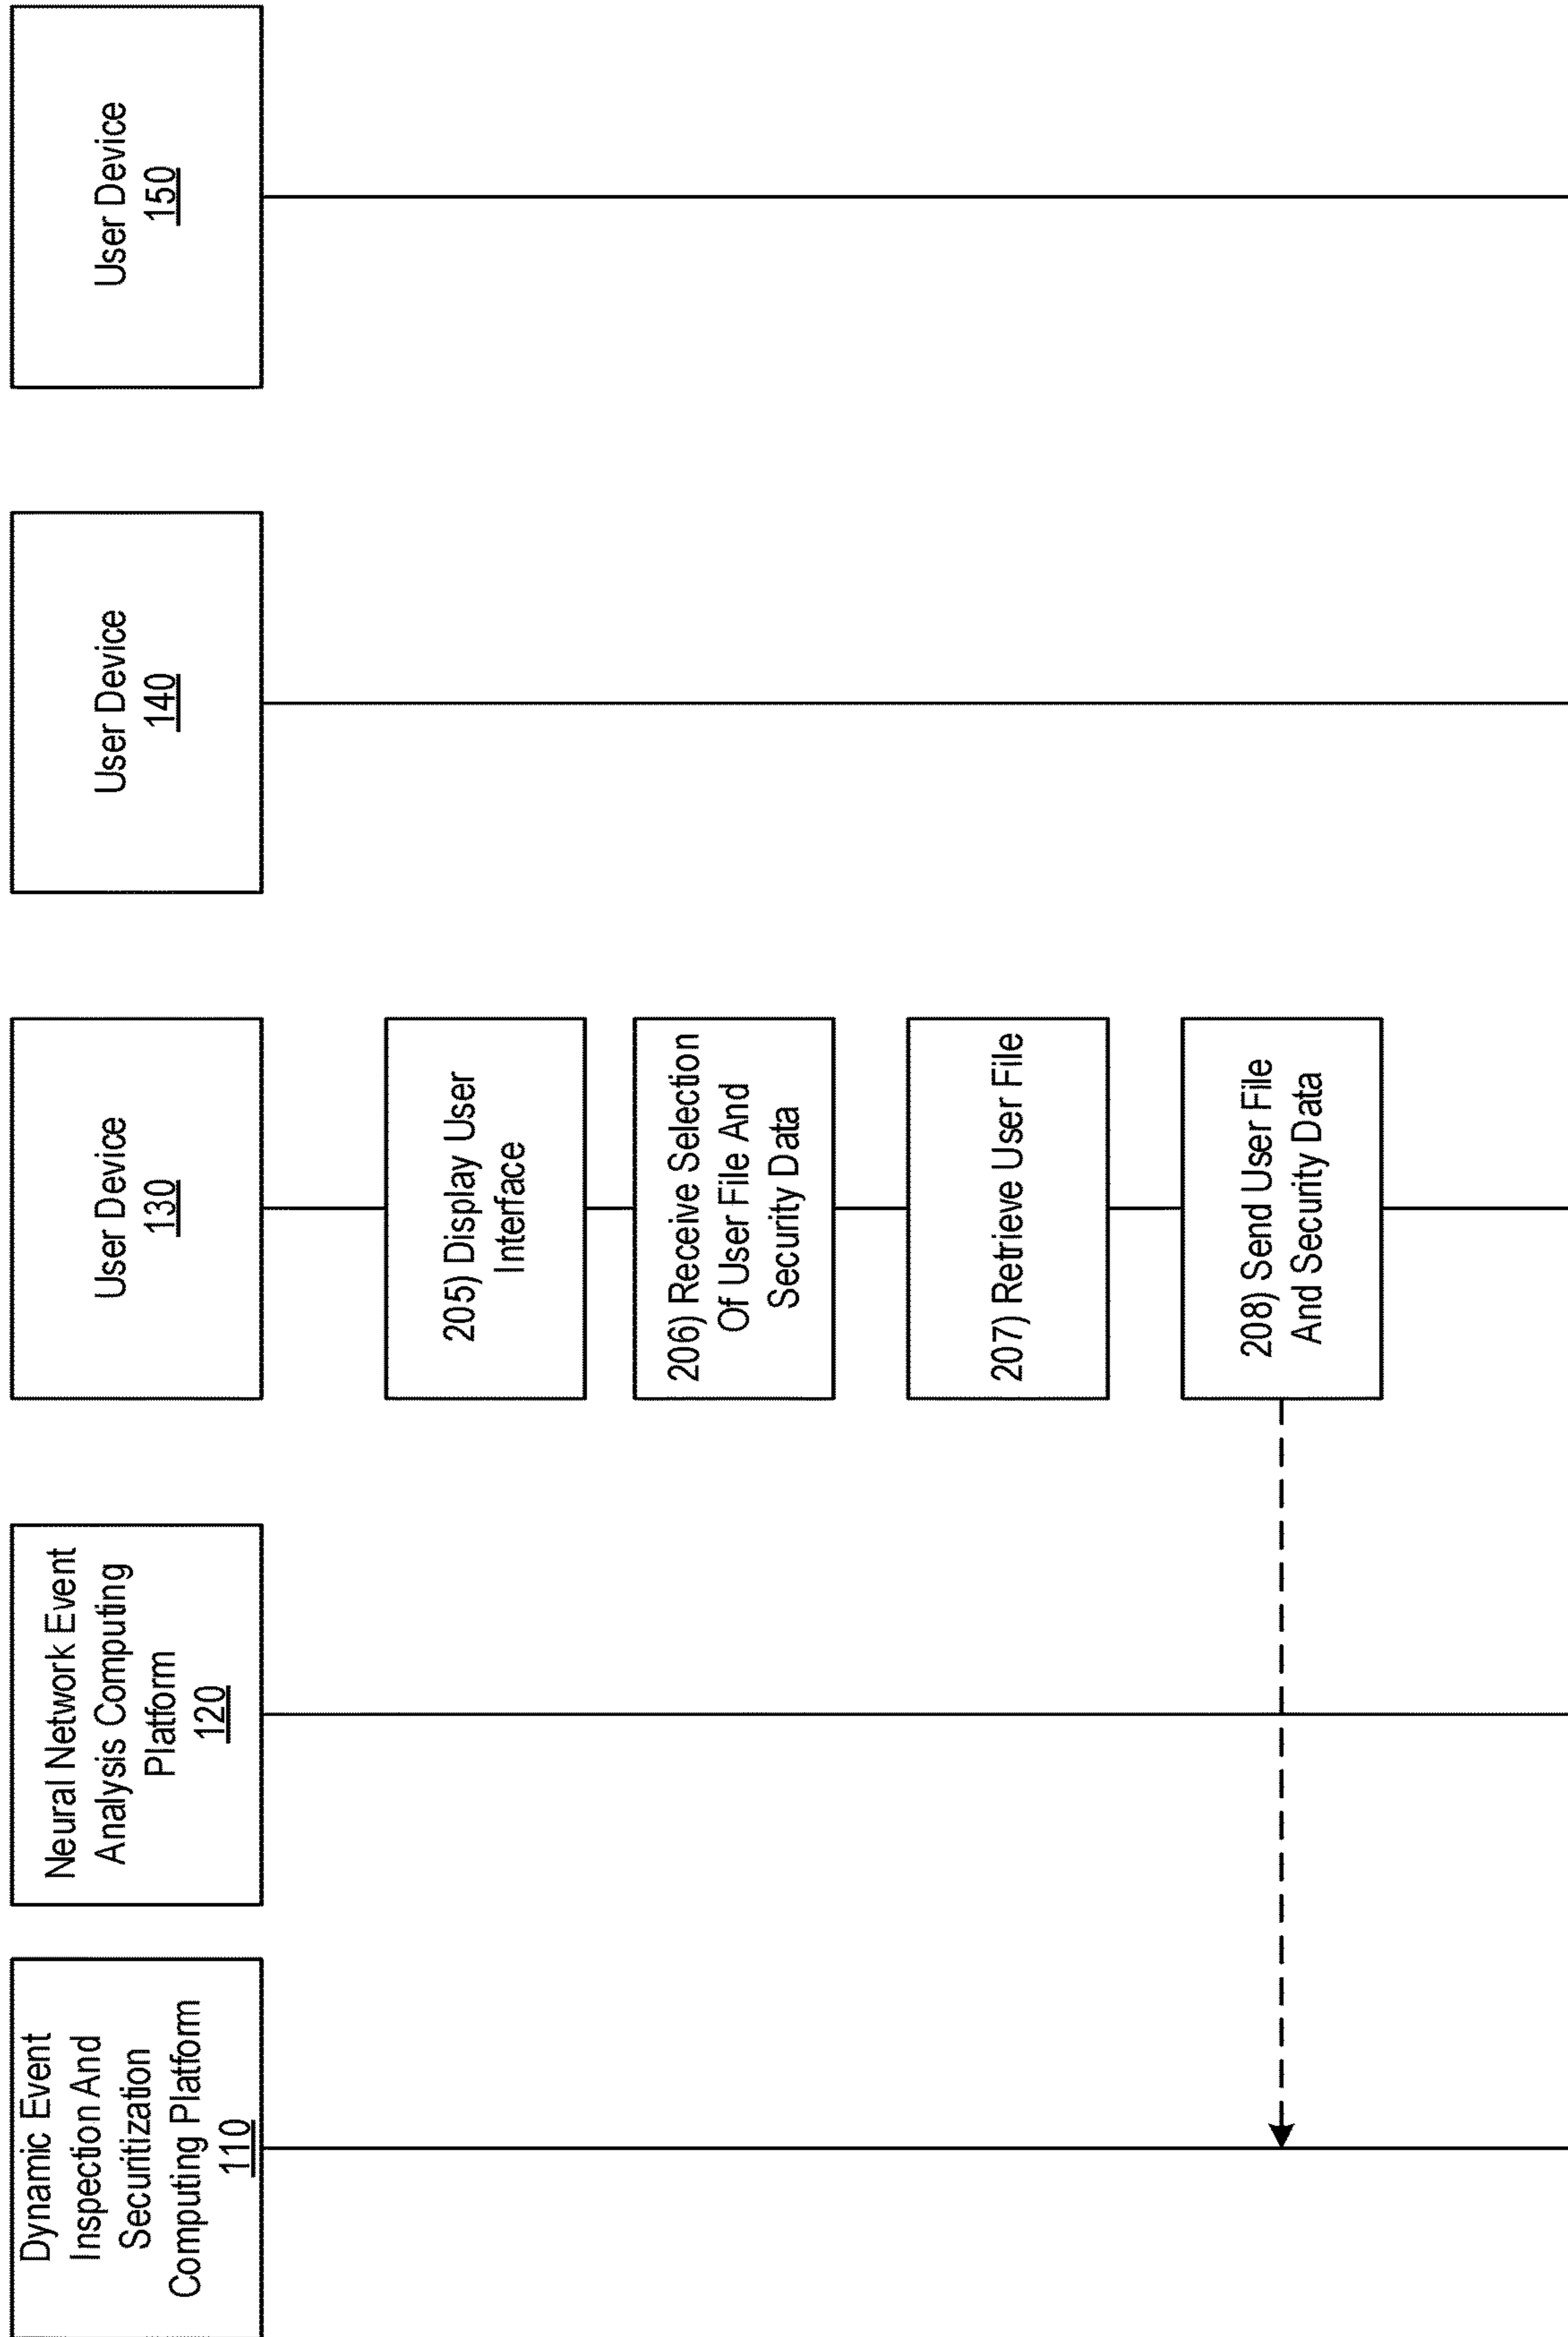 Dynamic Event
Inspection And
Securitization
Computing Platform
110
Neural Network Event
Analysis Computing
Platform
120
User Device
130
User Device
140
User Device
150
205) Display User
Interface
206) Receive Selection
Of User File And
Security Data
207) Retrieve User File
208) Send User File
And Security Data